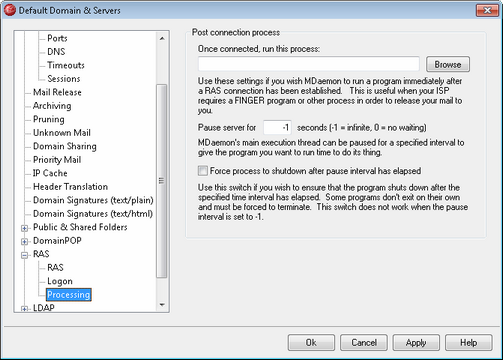 Default Domain & Servers
Ports
DNS
Timeouts
Sessions
Mail Release
Archiving
Pruning
Unknown Mail
Domain Sharing
Priority Mail
IP Cache
Header Translation
Domain Signatures (text/plain)
Domain Signatures (text/html)
Public & Shared Folders
DomainPOP
RAS
RAS
Logon
Processing
LDAP
Post connection process
Once connected, run this process:
Browse
Use these settings if you wish MDaemon to run a program immediately after
a RAS connection has been established. This is useful when your ISP
requires a FINGER program or other process in order to release your mail to
you.
Pause server for -1 seconds (-1 = infinite, 0 = no waiting)
MDaemon's main execution thread can be paused for a specified interval to
give the program you want to run time to do its thing.
Force process to shutdown after pause interval has elapsed
Use this switch if you wish to ensure that the program shuts down after the
specified time interval has elapsed. Some programs don't exit on their own
and must be forced to terminate. This switch does not work when the pause
interval is set to -1.
Ok
Cancel
Apply
Help